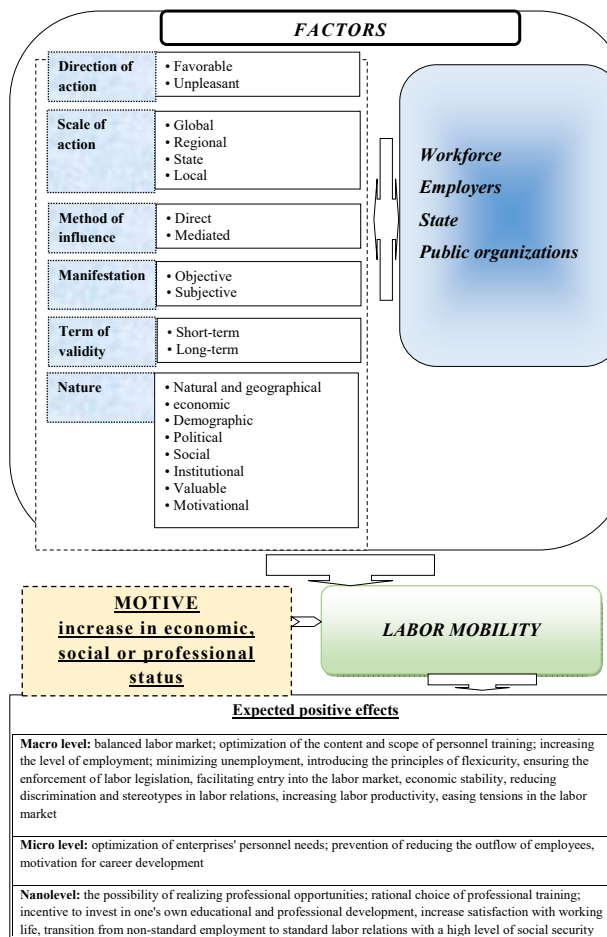 FACTORS
Direction of
action
• Favorable
• Unpleasant
Scale of
action
• Global
• Regional
• State
• Local
Method of
influence
• Direct
• Mediated
Manifestation
• Objective
• Subjective
Term of
validity
• Short-term
• Long-term
Nature
• Natural and geographical
• economic
• Demographic
• Political
• Social
• Institutional
• Valuable
• Motivational
Workforce
Employers
State
Public organizations
MOTIVE
increase in economic,
social or professional
status
LABOR MOBILITY
Expected positive effects
Macro level: balanced labor market; optimization of the content and scope of personnel training; increasing
the level of employment; minimizing unemployment, introducing the principles of flexicurity, ensuring the
enforcement of labor legislation, facilitating entry into the labor market, economic stability, reducing
discrimination and stereotypes in labor relations, increasing labor productivity, easing tensions in the labor
market
Micro level: optimization of enterprises' personnel needs; prevention of reducing the outflow of employees,
motivation for career development
Nanolevel: the possibility of realizing professional opportunities; rational choice of professional training;
incentive to invest in one's own educational and professional development, increase satisfaction with working
life, transition from non-standard employment to standard labor relations with a high level of social security